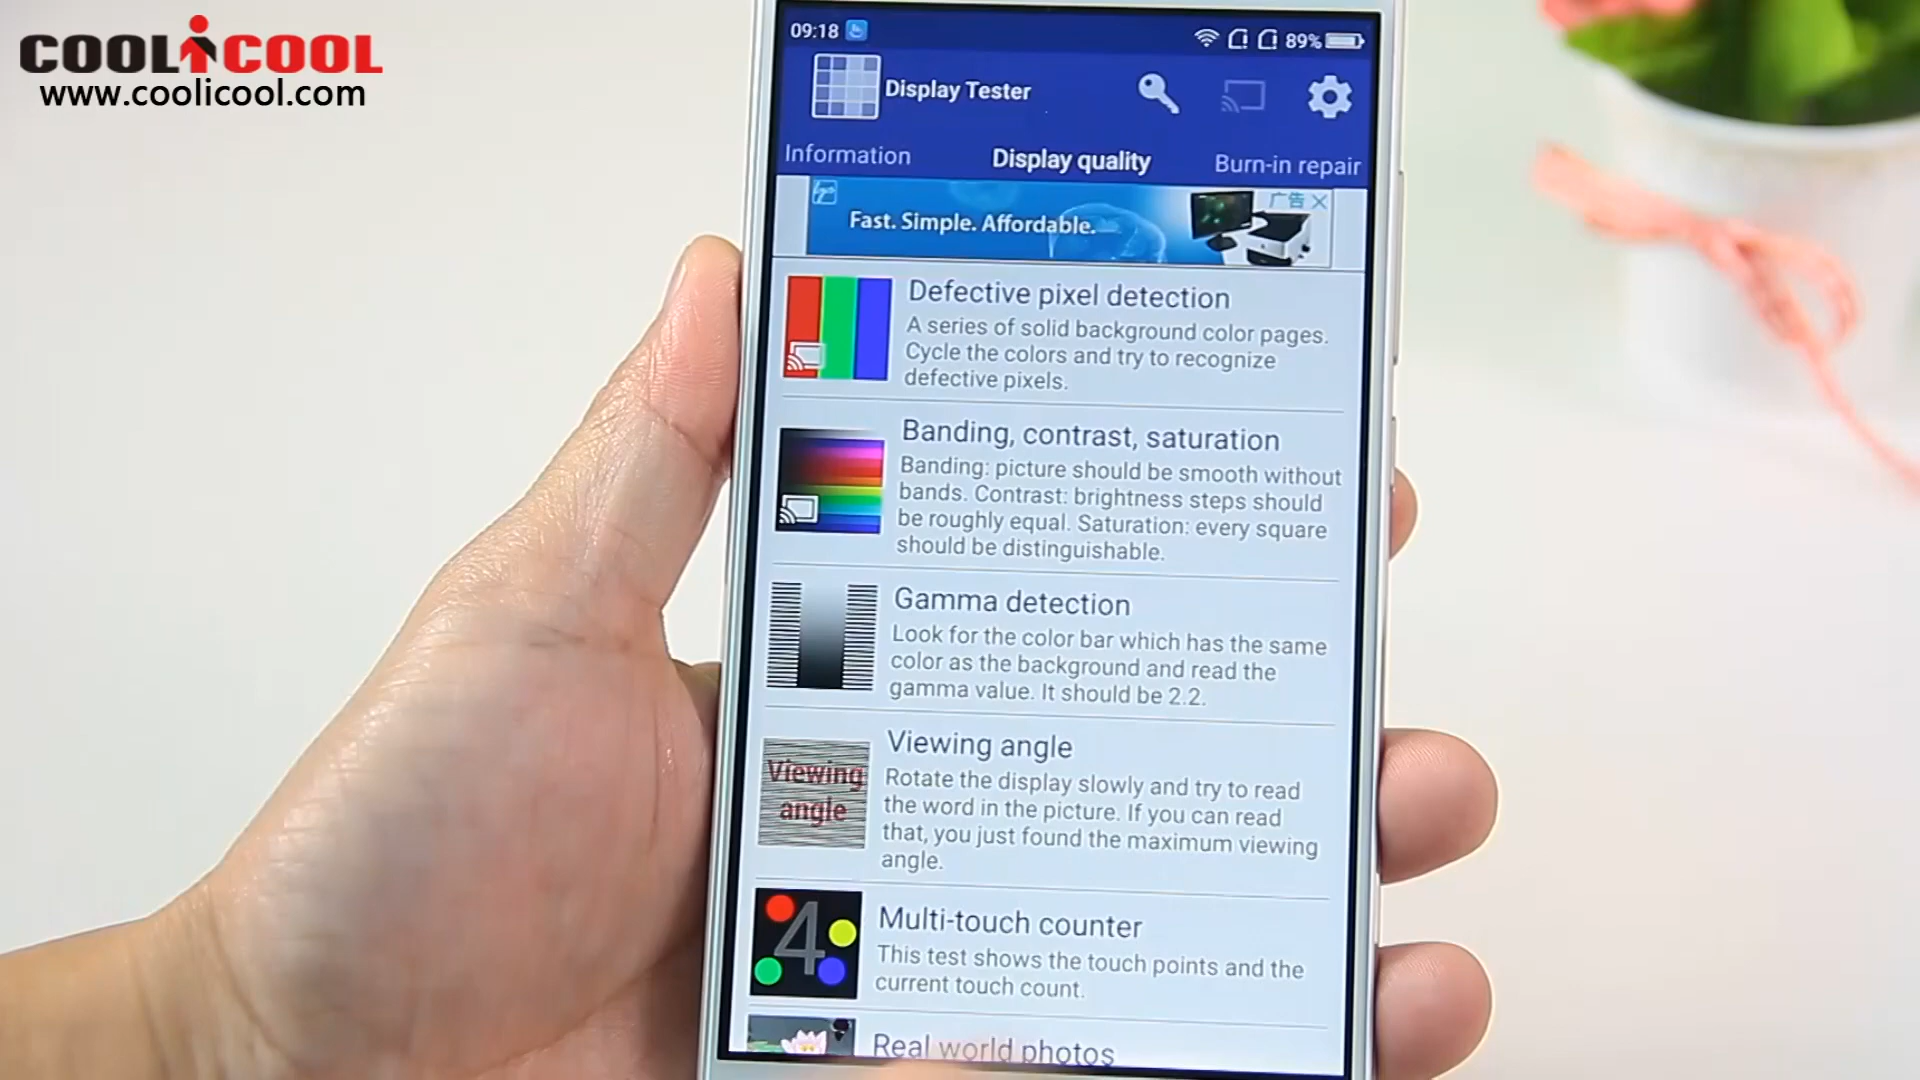 COOLiCOOL
www.coolicool.com
09:18
89%
Display Tester
Information
Display quality
Burn-in repair
Fast. Simple. Affordable.
广告
Defective pixel detection
A series of solid background color pages.
Cycle the colors and try to recognize
defective pixels.
Banding, contrast, saturation
Banding: picture should be smooth without
bands. Contrast: brightness steps should
be roughly equal. Saturation: every square
should be distinguishable.
Gamma detection
Look for the color bar which has the same
color as the background and read the
gamma value. It should be 2.2.
Viewing
angle
Viewing angle
Rotate the display slowly and try to read
the word in the picture. If you can read
that, you just found the maximum viewing
angle.
4
Multi-touch counter
This test shows the touch points and the
current touch count.
Real world photos